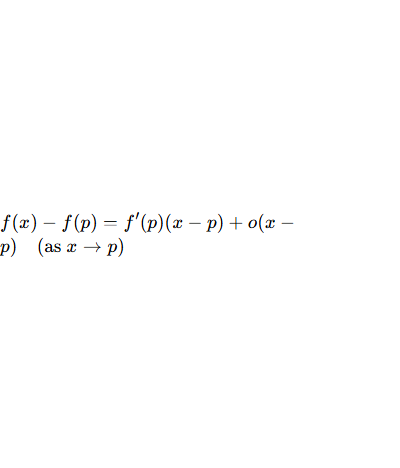 f(x) − f(p) = f′(p)(x − p) + o(x −
p) (as x → p)